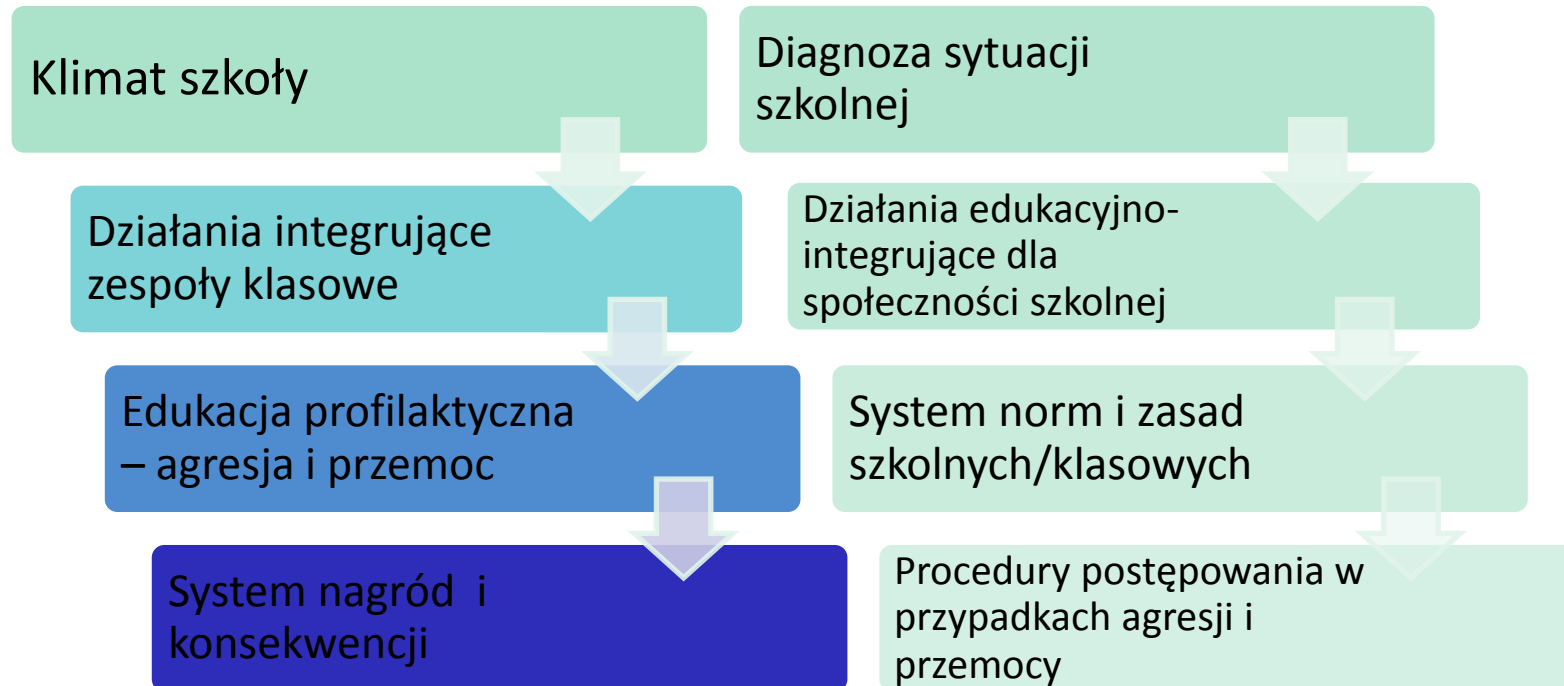 Klimat szkoły
Działania integrujące
zespoły klasowe
Edukacja profilaktyczna
– agresja i przemoc
System nagród  i
konsekwencji
Diagnoza sytuacji
szkolnej
Działania edukacyjno-
integrujące dla
społeczności szkolnej
System norm i zasad
szkolnych/klasowych
Procedury postępowania w
przypadkach agresji i
przemocy